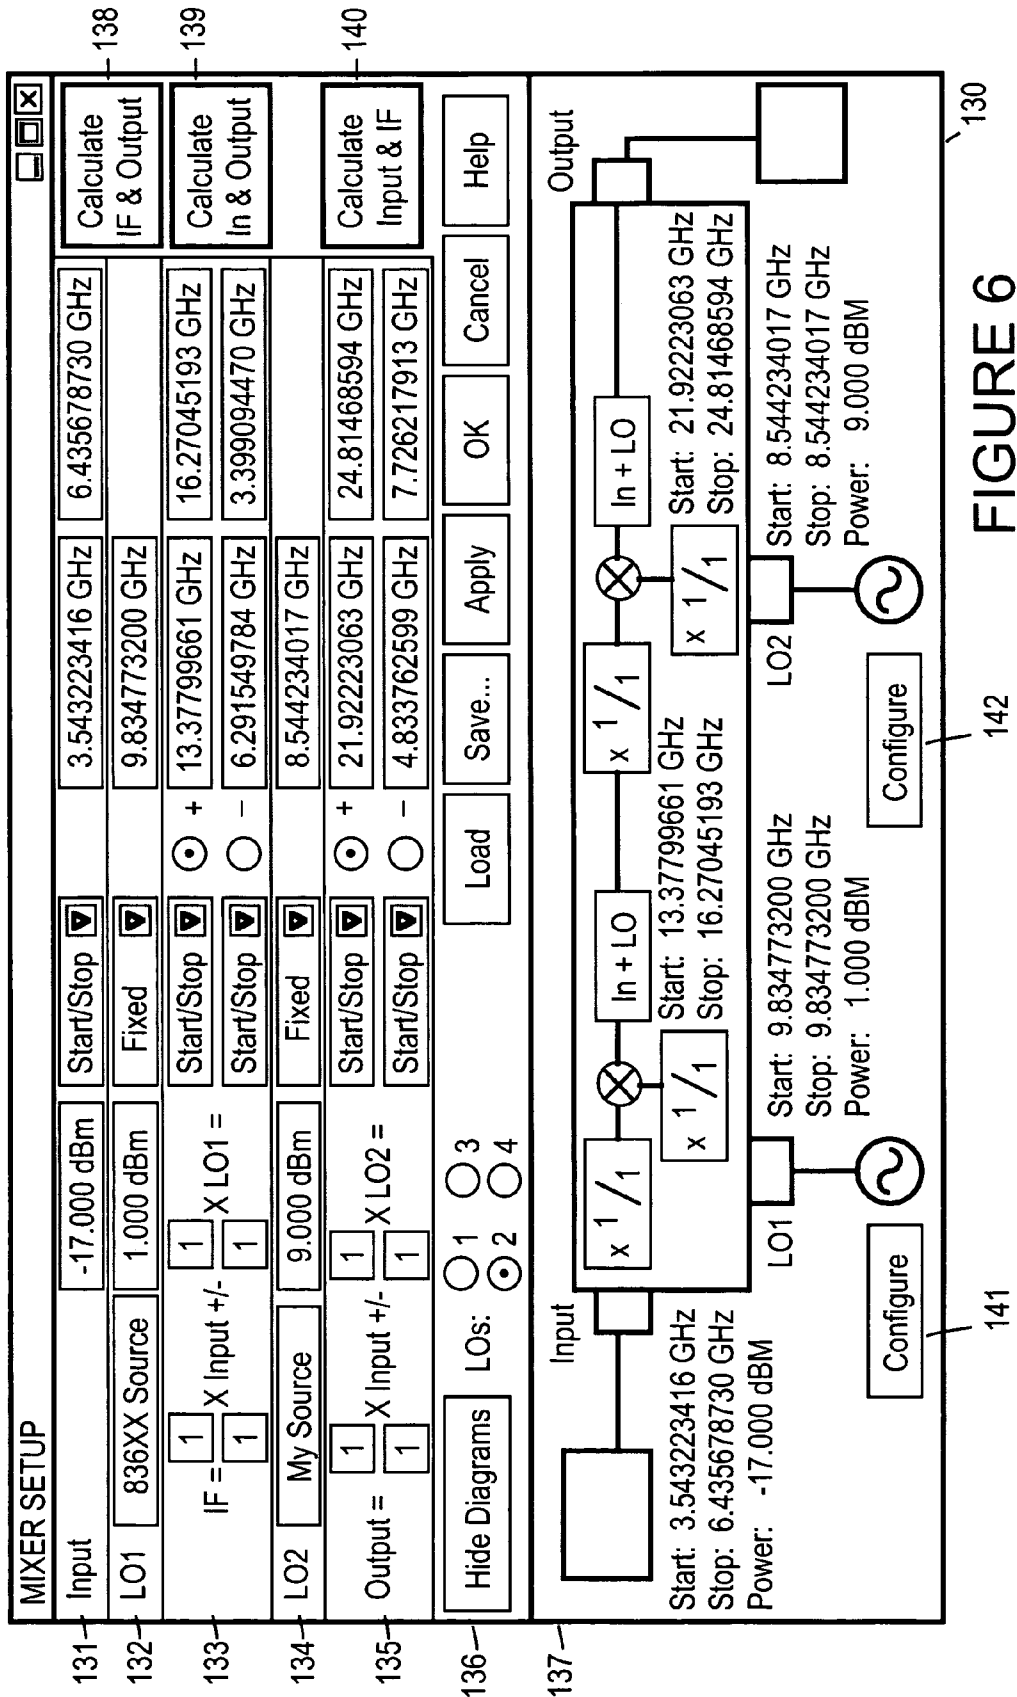 MIXER SETUP
131 Input -17.000 dBm Start/Stop 3.543223416 GHz 6.435678730 GHz Calculate IF & Output 138
132 LO1 836XX Source 1.000 dBm Fixed 9.834773200 GHz
133 IF = 1 X Input +/- 1 X LO1 = Start/Stop + 13.37799661 GHz 16.27045193 GHz Calculate In & Output 139
1 1 Start/Stop – 6.291549784 GHz 3.399094470 GHz
134 LO2 My Source 9.000 dBm Fixed 8.544234017 GHz
135 Output = 1 X Input +/- 1 X LO2 = Start/Stop + 21.92223063 GHz 24.81468594 GHz Calculate Input & IF 140
1 1 Start/Stop – 4.833762599 GHz 7.726217913 GHz
136 Hide Diagrams LOs: 1 3 Load Save... Apply OK Cancel Help
2 4
137
Input
Output
x 1/1
In + LO
x 1/1
In + LO
x 1/1
x 1/1
Start: 13.37799661 GHz
Stop: 16.27045193 GHz
Start: 21.92223063 GHz
Stop: 24.81468594 GHz
Start: 3.543223416 GHz
Stop: 6.435678730 GHz
Power: -17.000 dBM
LO1
Start: 9.834773200 GHz
Stop: 9.834773200 GHz
Power: 1.000 dBM
LO2
Start: 8.544234017 GHz
Stop: 8.544234017 GHz
Power: 9.000 dBM
Configure
Configure
141
142
130
FIGURE 6